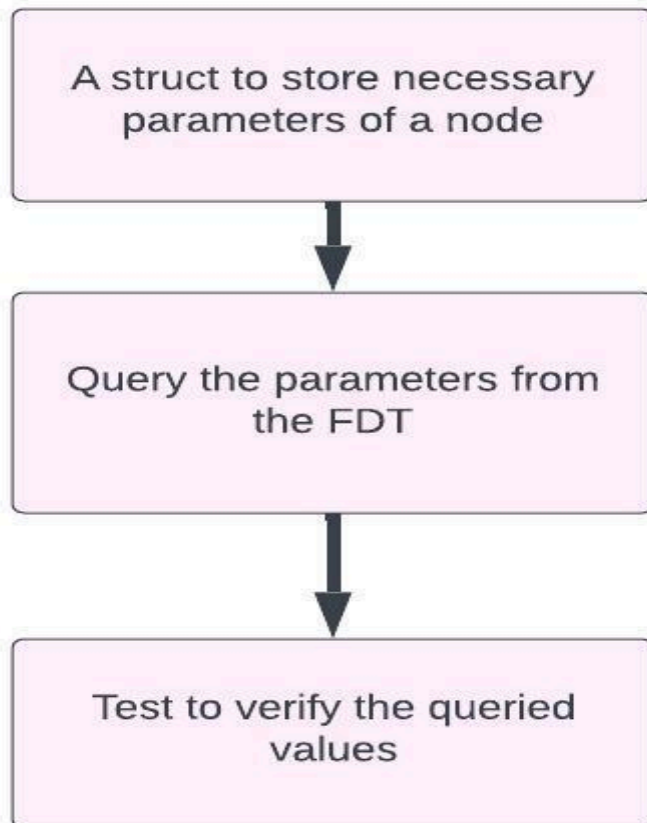 A struct to store necessary
parameters of a node
Query the parameters from
the FDT
Test to verify the queried
values